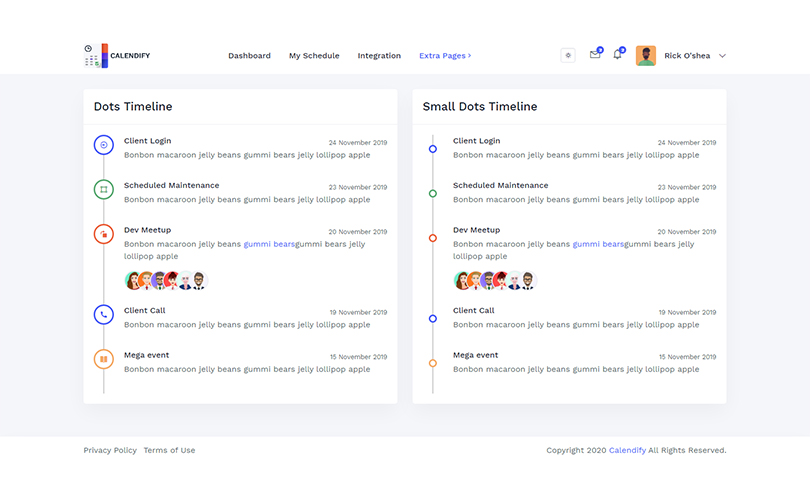 CALENDIFY
Dashboard My Schedule Integration Extra Pages > Rick O'shea
Dots Timeline
Client Login 24 November 2019
Bonbon macaroon jelly beans gummi bears jelly lollipop apple
Scheduled Maintenance 23 November 2019
Bonbon macaroon jelly beans gummi bears jelly lollipop apple
Dev Meetup 20 November 2019
Bonbon macaroon jelly beans gummi bearsgummi bears jelly
lollipop apple
Client Call 19 November 2019
Bonbon macaroon jelly beans gummi bears jelly lollipop apple
Mega event 15 November 2019
Bonbon macaroon jelly beans gummi bears jelly lollipop apple
Small Dots Timeline
Client Login 24 November 2019
Bonbon macaroon jelly beans gummi bears jelly lollipop apple
Scheduled Maintenance 23 November 2019
Bonbon macaroon jelly beans gummi bears jelly lollipop apple
Dev Meetup 20 November 2019
Bonbon macaroon jelly beans gummi bearsgummi bears jelly
lollipop apple
Client Call 19 November 2019
Bonbon macaroon jelly beans gummi bears jelly lollipop apple
Mega event 15 November 2019
Bonbon macaroon jelly beans gummi bears jelly lollipop apple
Privacy Policy Terms of Use Copyright 2020 Calendify All Rights Reserved.